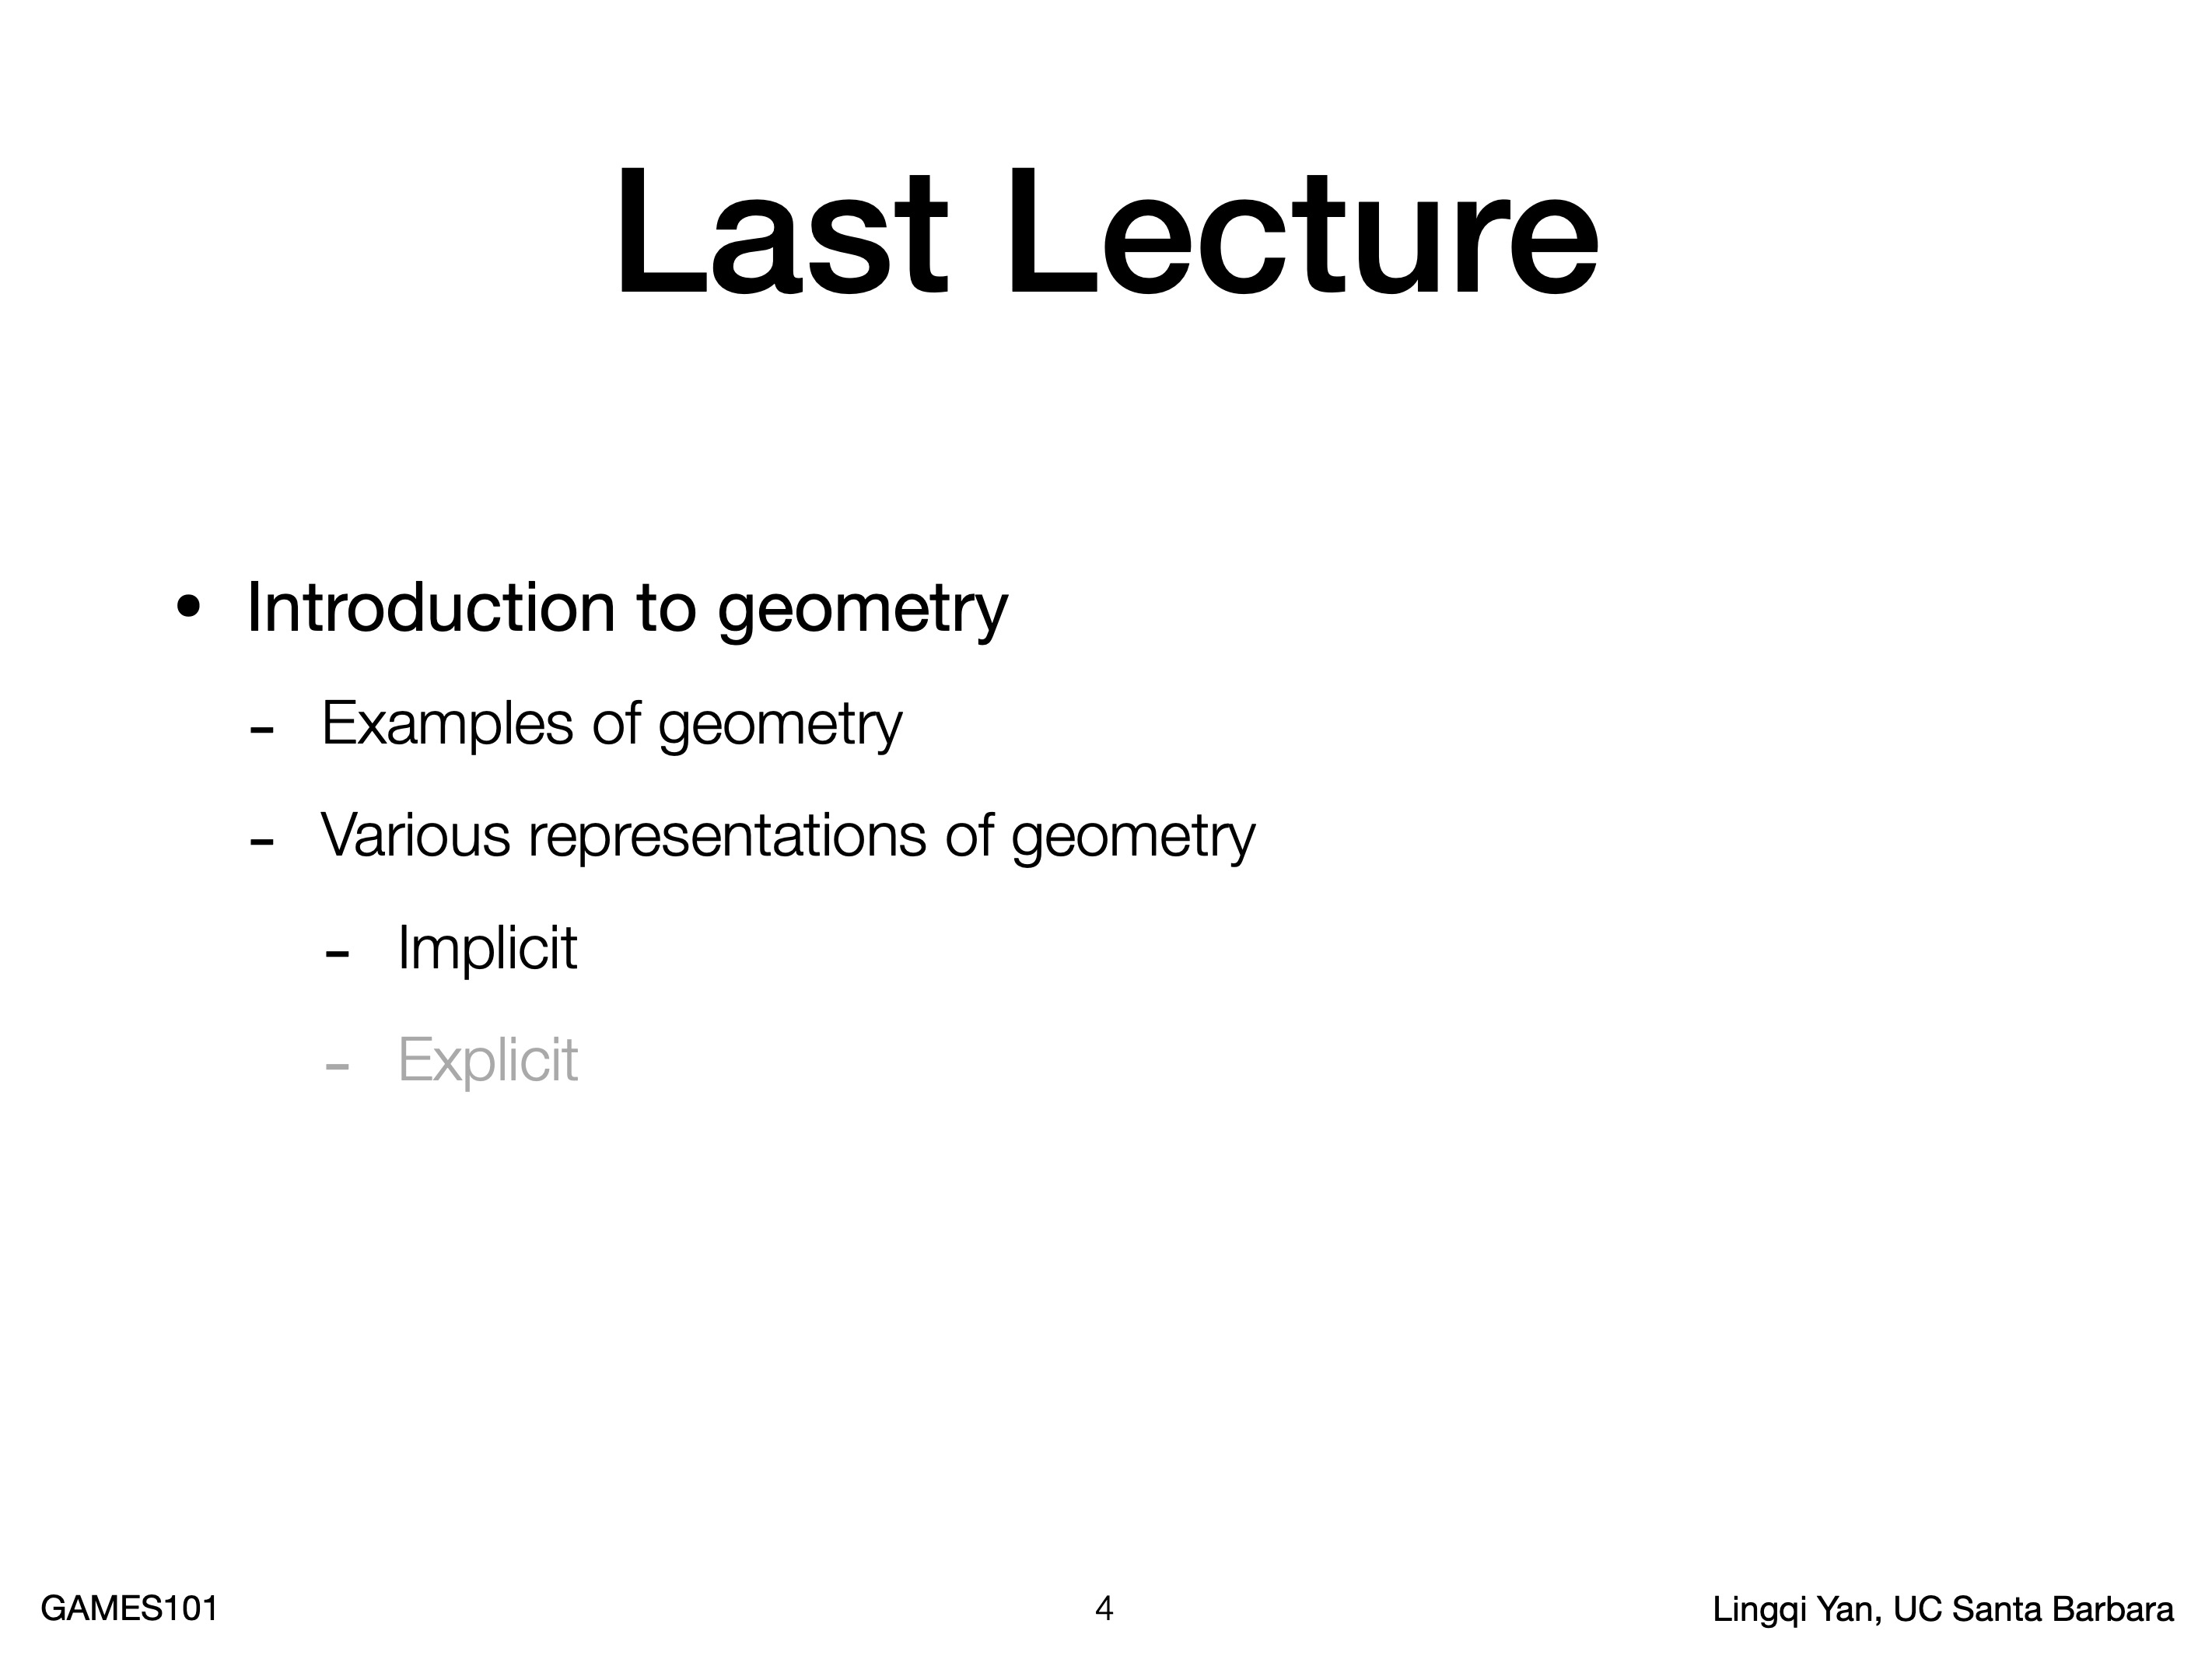 Last Lecture
• Introduction to geometry
- Examples of geometry
- Various representations of geometry
- Implicit
- Explicit
GAMES101
4
Lingqi Yan, UC Santa Barbara